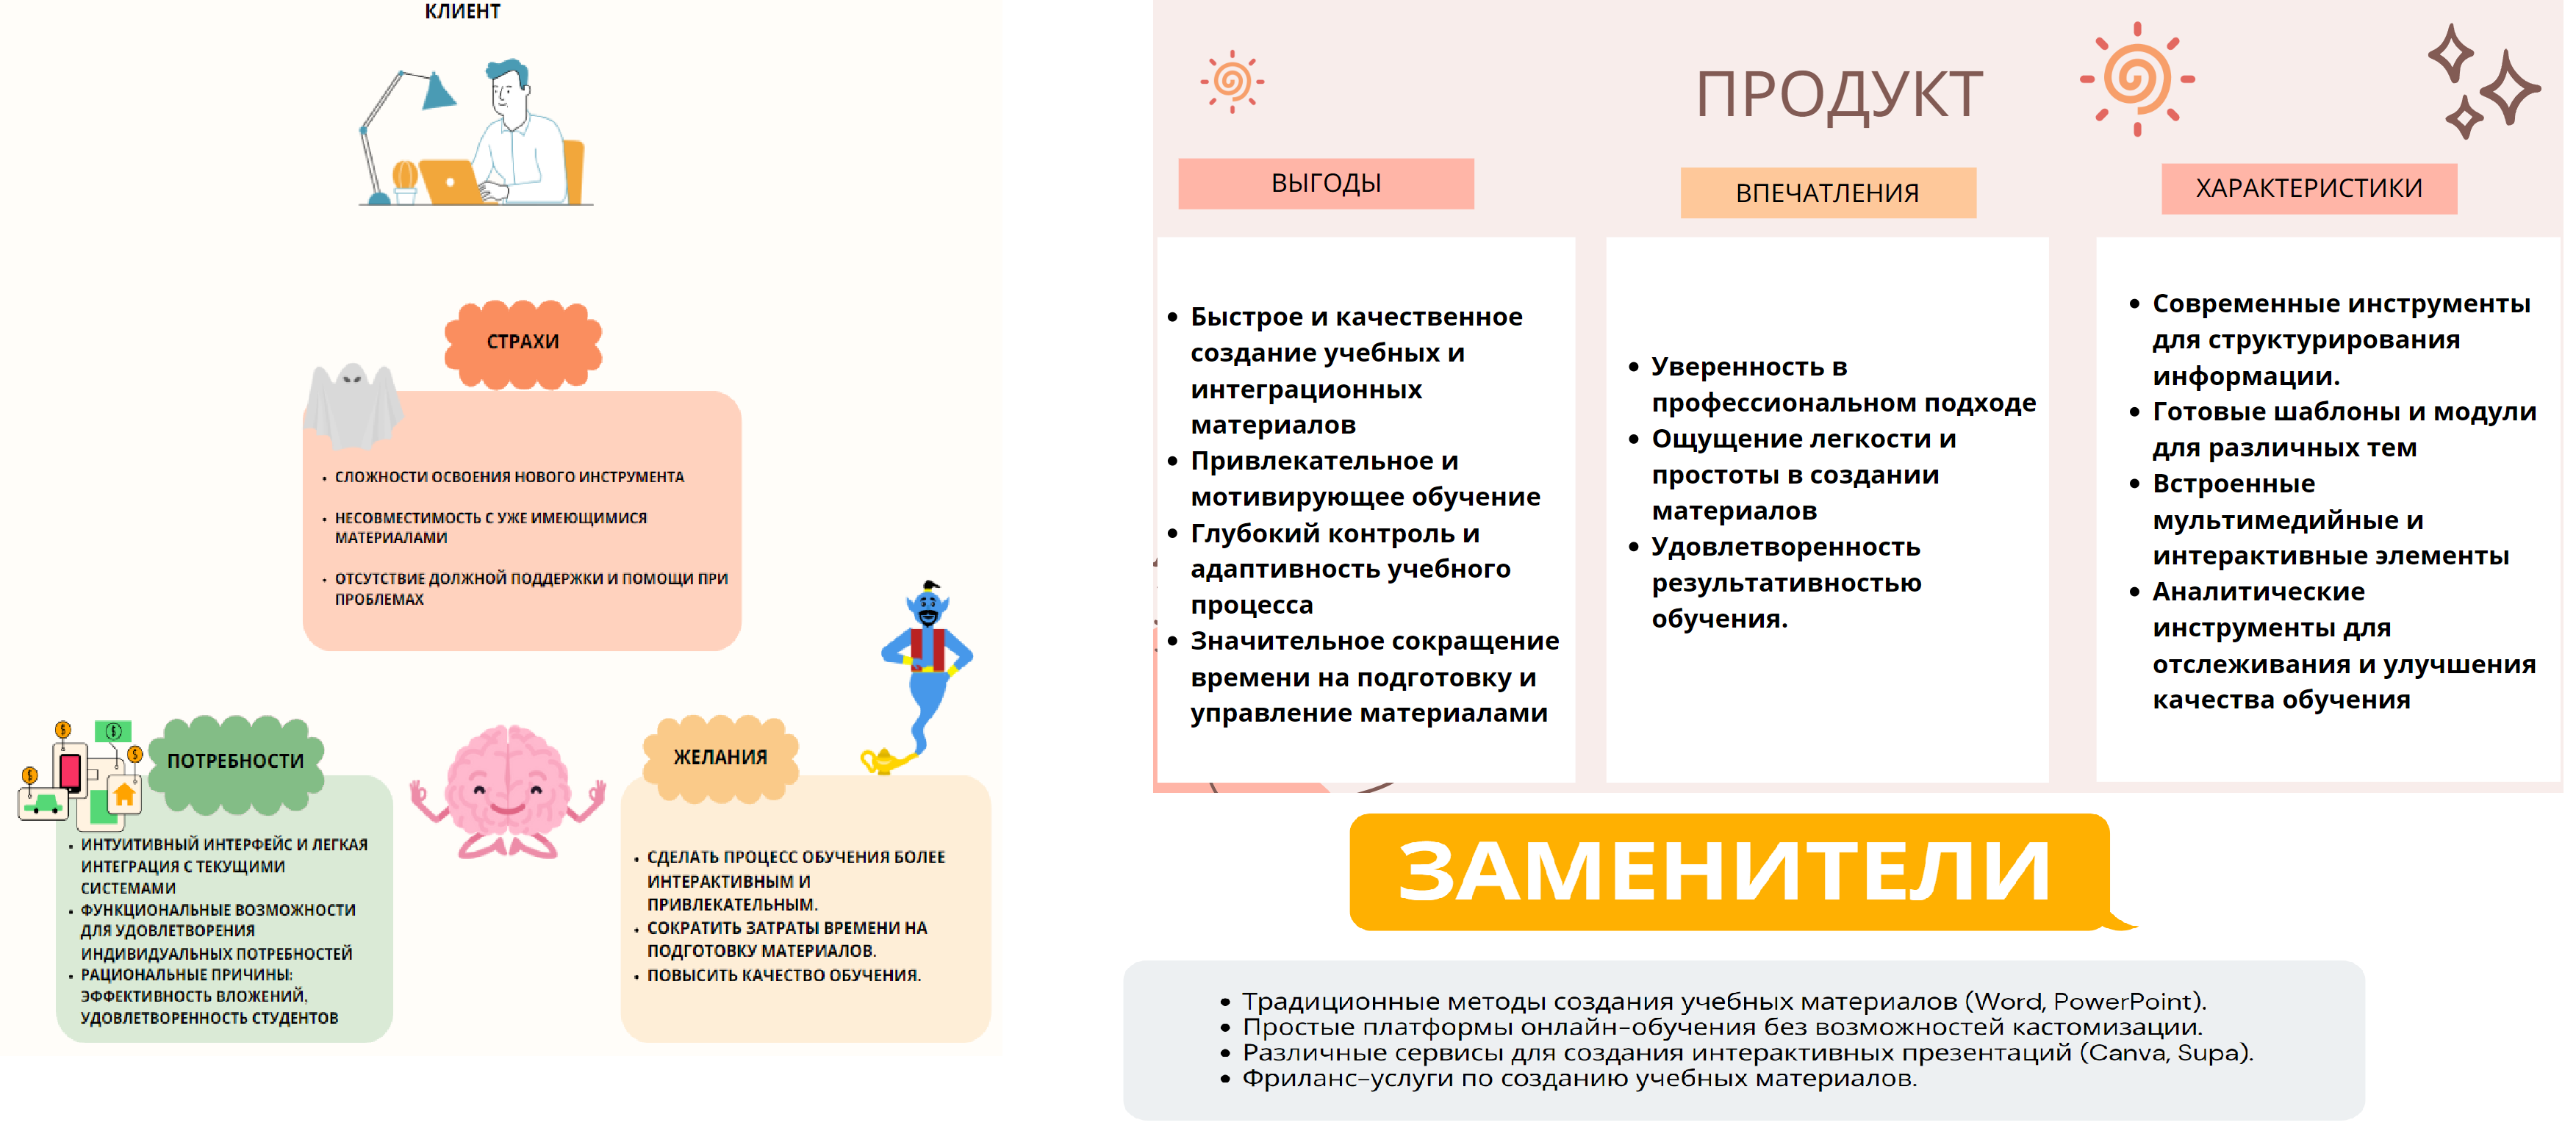 КЛИЕНТ
СТРАХИ
• СЛОЖНОСТИ ОСВОЕНИЯ НОВОГО ИНСТРУМЕНТА
• НЕСОВМЕСТИМОСТЬ С УЖЕ ИМЕЮЩИМИСЯ
МАТЕРИАЛАМИ
• ОТСУТСТВИЕ ДОЛЖНОЙ ПОДДЕРЖКИ И ПОМОЩИ ПРИ
ПРОБЛЕМАХ
ПОТРЕБНОСТИ
• ИНТУИТИВНЫЙ ИНТЕРФЕЙС И ЛЕГКАЯ
ИНТЕГРАЦИЯ С ТЕКУЩИМИ
СИСТЕМАМИ
• ФУНКЦИОНАЛЬНЫЕ ВОЗМОЖНОСТИ
ДЛЯ УДОВЛЕТВОРЕНИЯ
ИНДИВИДУАЛЬНЫХ ПОТРЕБНОСТЕЙ
• РАЦИОНАЛЬНЫЕ ПРИЧИНЫ:
ЭФФЕКТИВНОСТЬ ВЛОЖЕНИЙ,
УДОВЛЕТВОРЕННОСТЬ СТУДЕНТОВ
ЖЕЛАНИЯ
• СДЕЛАТЬ ПРОЦЕСС ОБУЧЕНИЯ БОЛЕЕ
ИНТЕРАКТИВНЫМ И
ПРИВЛЕКАТЕЛЬНЫМ.
• СОКРАТИТЬ ЗАТРАТЫ ВРЕМЕНИ НА
ПОДГОТОВКУ МАТЕРИАЛОВ.
• ПОВЫСИТЬ КАЧЕСТВО ОБУЧЕНИЯ.
ПРОДУКТ
ВЫГОДЫ
• Быстрое и качественное
создание учебных и
интеграционных
материалов
• Привлекательное и
мотивирующее обучение
• Глубокий контроль и
адаптивность учебного
процесса
• Значительное сокращение
времени на подготовку и
управление материалами
ВПЕЧАТЛЕНИЯ
• Уверенность в
профессиональном подходе
• Ощущение легкости и
простоты в создании
материалов
• Удовлетворенность
результативностью
обучения.
ХАРАКТЕРИСТИКИ
• Современные инструменты
для структурирования
информации.
• Готовые шаблоны и модули
для различных тем
• Встроенные
мультимедийные и
интерактивные элементы
• Аналитические
инструменты для
отслеживания и улучшения
качества обучения
ЗАМЕНИТЕЛИ
• Традиционные методы создания учебных материалов (Word, PowerPoint).
• Простые платформы онлайн-обучения без возможностей кастомизации.
• Различные сервисы для создания интерактивных презентаций (Canva, Supa).
• Фриланс-услуги по созданию учебных материалов.